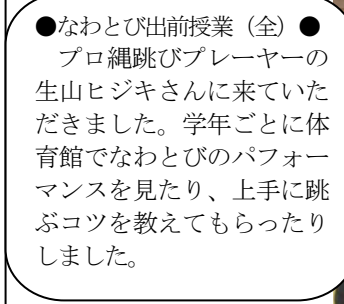 ●なわとび出前授業（全）●
　プロ縄跳びプレーヤーの
生山ヒジキさんに来ていた
だきました。学年ごとに体
育館でなわとびのパフォー
マンスを見たり、上手に跳
ぶコツを教えてもらったり
しました。